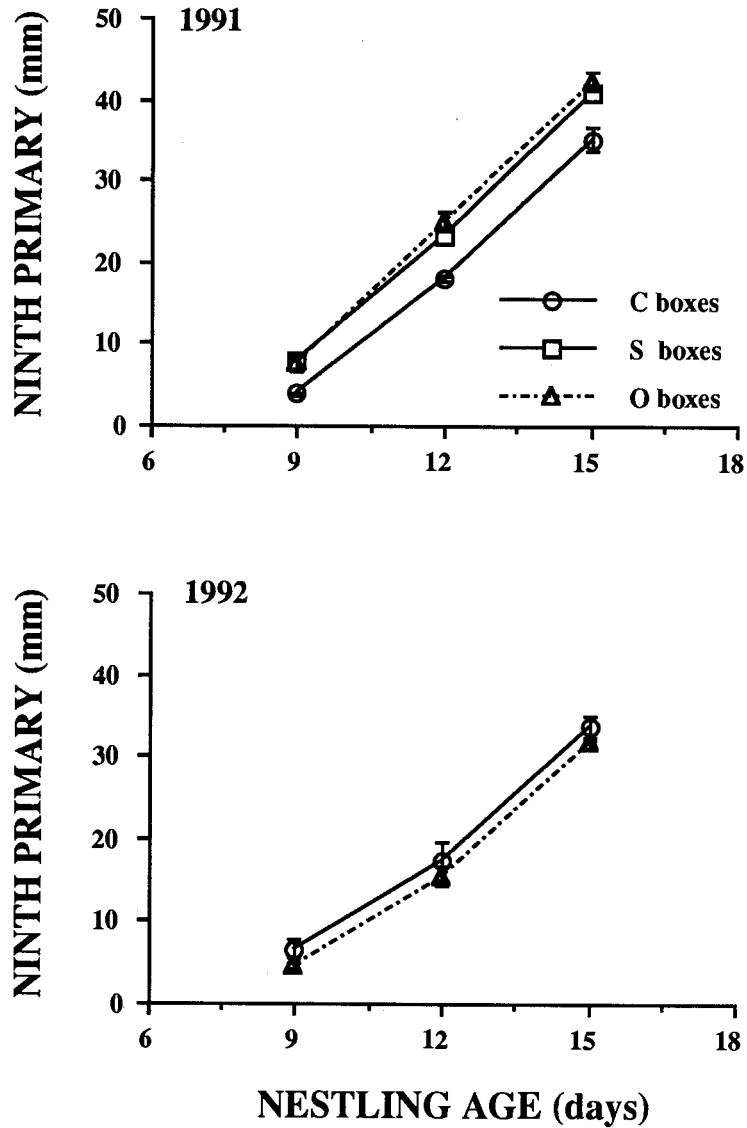 1991
NINTH PRIMARY (mm)
50
40
30
20
10
0
6 9 12 15 18
C boxes
S boxes
O boxes
1992
NINTH PRIMARY (mm)
50
40
30
20
10
0
6 9 12 15 18
NESTLING AGE (days)